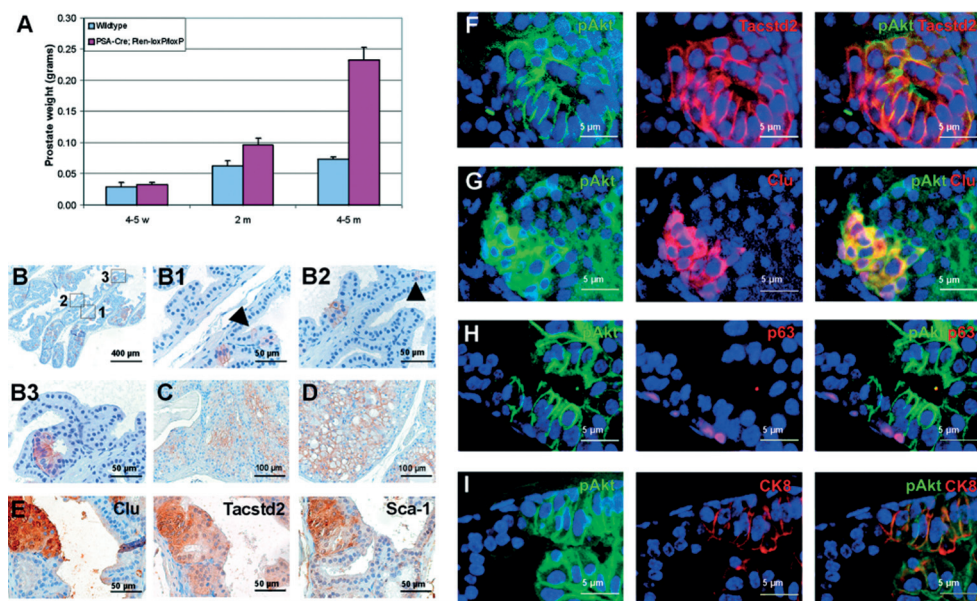 A
Prostate weight (grams)
0.30
0.25
0.20
0.15
0.10
0.05
0.00
Wildtype
PSA-Cre; Pten-loxP/loxP
4-5 w
2 m
4-5 m
B
3
2
1
400 µm
B1
50 µm
B2
50 µm
B3
50 µm
C
100 µm
D
100 µm
E
Clu
50 µm
Tacstd2
50 µm
Sca-1
50 µm
F
pAkt
5 µm
Tacstd2
5 µm
pAkt Tacstd2
5 µm
G
pAkt
5 µm
Clu
5 µm
pAkt Clu
5 µm
H
pAkt
5 µm
p63
5 µm
pAkt p63
5 µm
I
pAkt
5 µm
CK8
5 µm
pAkt CK8
5 µm